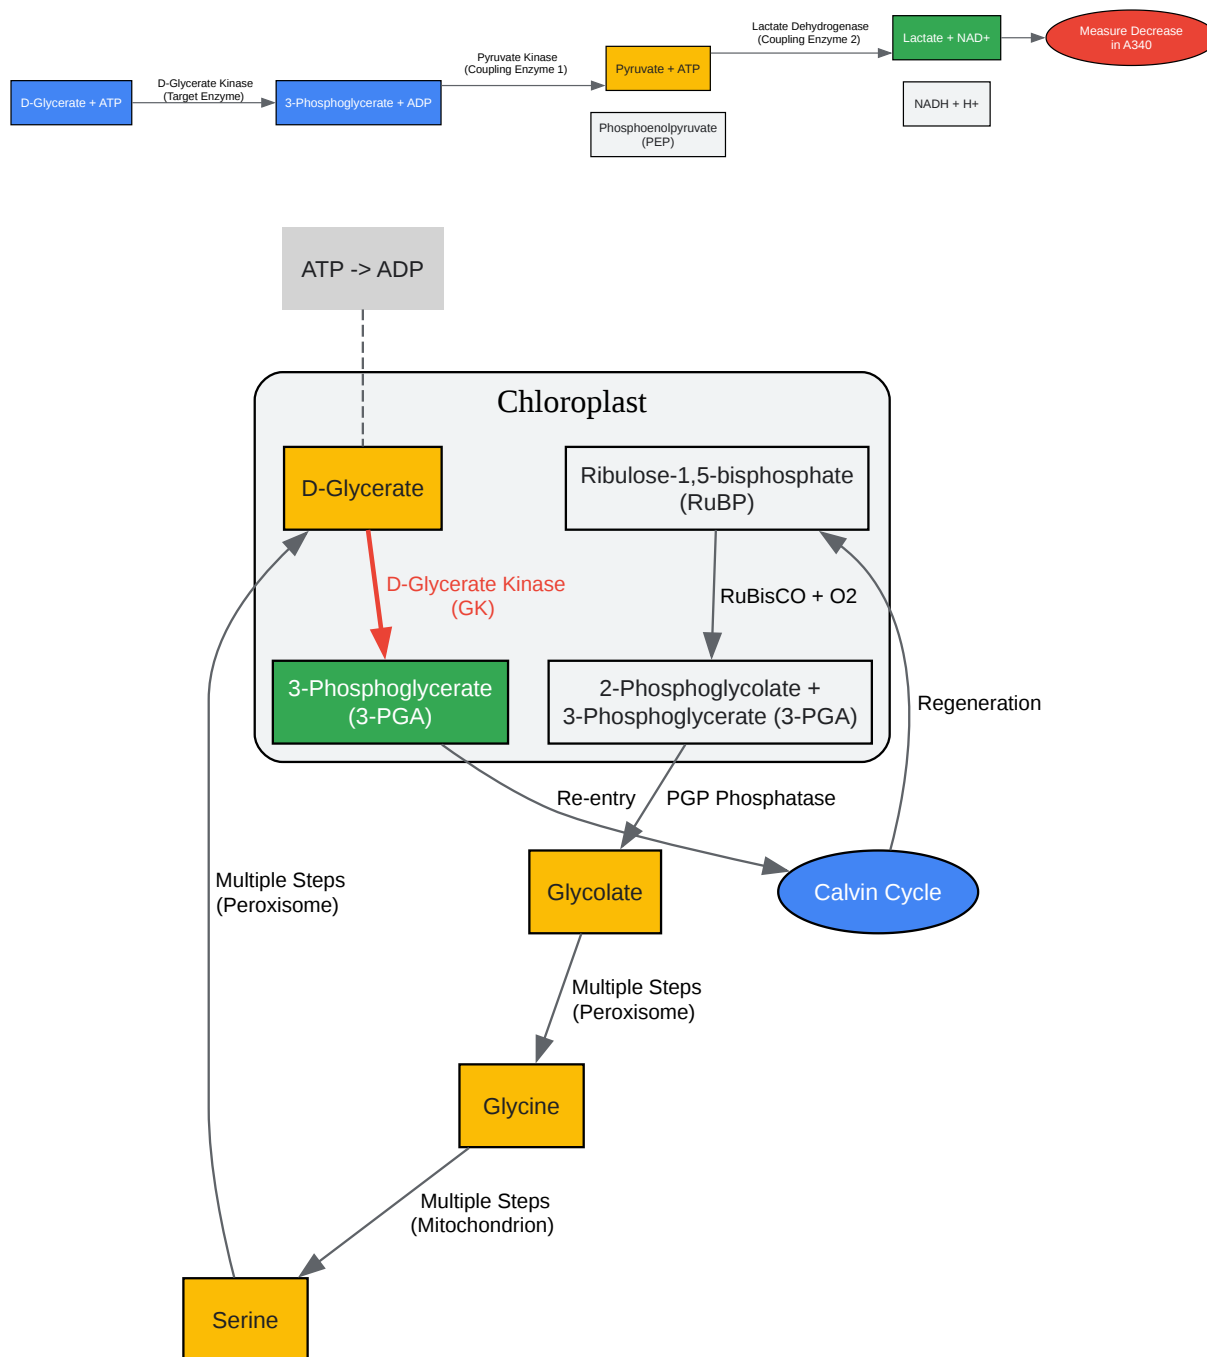 D-Glycerate + ATP
D-Glycerate Kinase
(Target Enzyme)
3-Phosphoglycerate + ADP
Pyruvate Kinase
(Coupling Enzyme 1)
Pyruvate + ATP
Phosphoenolpyruvate
(PEP)
Lactate Dehydrogenase
(Coupling Enzyme 2)
Lactate + NAD+
NADH + H+
Measure Decrease
in A340
ATP -> ADP
Chloroplast
D-Glycerate
Ribulose-1,5-bisphosphate
(RuBP)
D-Glycerate Kinase
(GK)
RuBisCO + O2
3-Phosphoglycerate
(3-PGA)
2-Phosphoglycolate +
3-Phosphoglycerate (3-PGA)
Regeneration
Re-entry
PGP Phosphatase
Multiple Steps
(Peroxisome)
Glycolate
Calvin Cycle
Multiple Steps
(Peroxisome)
Glycine
Multiple Steps
(Mitochondrion)
Serine